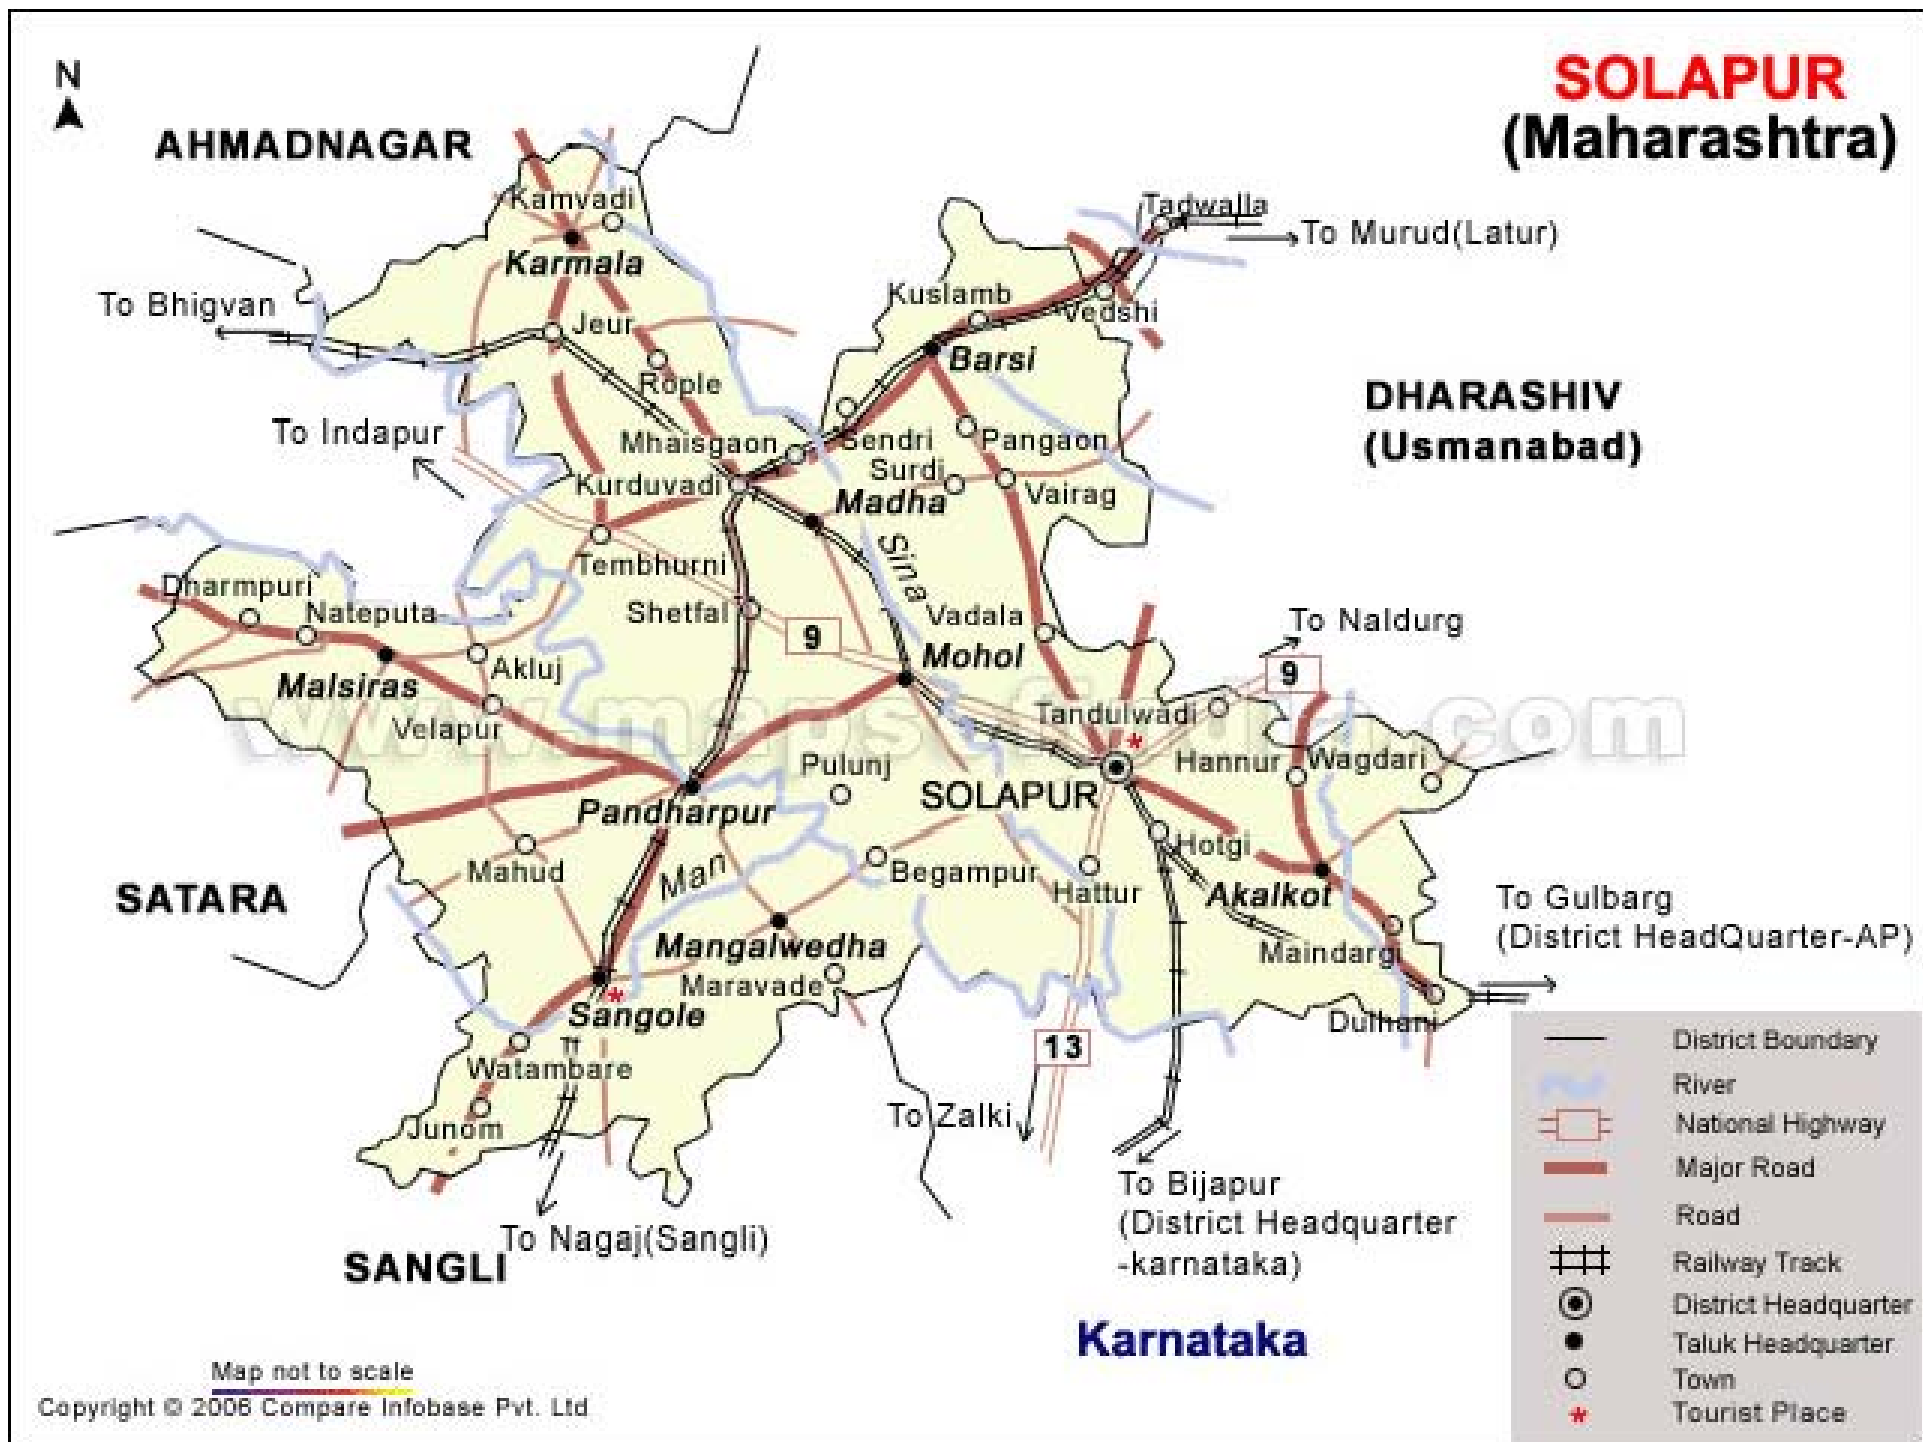 SOLAPUR
(Maharashtra)
N
AHMADNAGAR
Kamvadi
Karmala
Tadwalla
To Murud(Latur)
To Bhigvan
Jeur
Kuslamb
Vedshi
Rople
Barsi
DHARASHIV
(Usmanabad)
To Indapur
Mhaisgaon
Sendri
Pangaon
Surdi
Kurduvadi
Madha
Vairag
Sina
Tembhurni
Dharmpuri
Nateputa
Shetfal
9
Vadala
To Naldurg
Mohol
9
Akluj
Malsiras
Velapur
Tandulwadi
www.mapsofindia.com
Pulunj
Hannur
Wagdari
SOLAPUR
Pandharpur
Mahud
Man
Begampur
Hattur
Hotgi
Akalkot
SATARA
To Gulbarg
(District HeadQuarter-AP)
Mangalwedha
Maindargi
Maravade
Sangole
Dulhani
Watambare
13
To Zalki
Junom
To Nagaj(Sangli)
SANGLI
To Bijapur
(District Headquarter
-karnataka)
Karnataka
District Boundary
River
National Highway
Major Road
Road
Railway Track
District Headquarter
Taluk Headquarter
Town
Tourist Place
Map not to scale
Copyright © 2006 Compare Infobase Pvt. Ltd